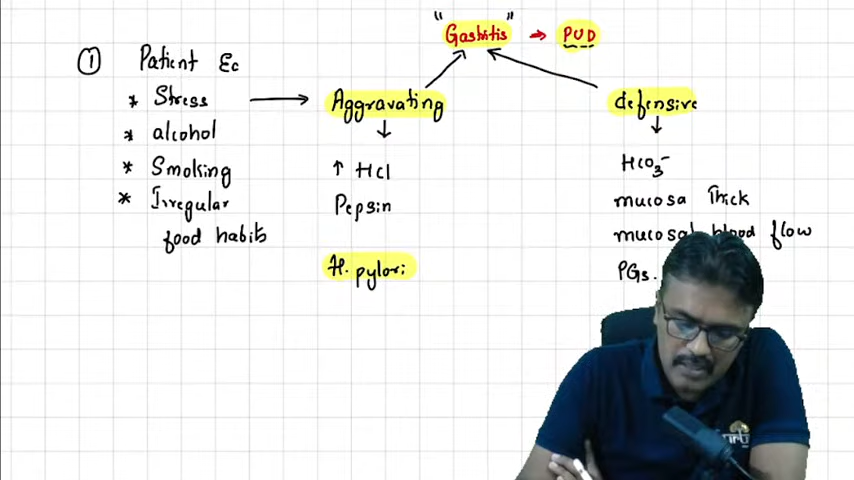 "Gastritis" → PUD
① Patient Ec
* Stress → Aggravating
defensive
* alcohol
* Smoking
* Irregular
food habits
↑ Hcl
Pepsin
H. pylori
HCO3-
mucosa Thick
mucosal blood flow
PGs.